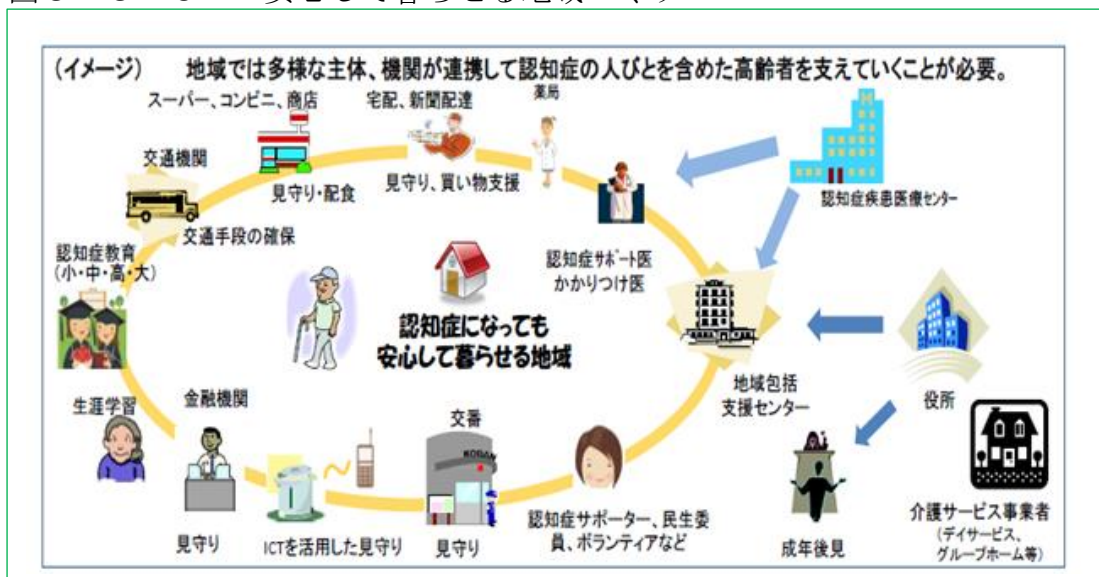 (イメージ) 地域では多様な主体、機関が連携して認知症の人びとを含めた高齢者を支えていくことが必要。
スーパー、コンビニ、商店
宅配、新聞配達
薬局
交通機関
見守り・配食
見守り、買い物支援
認知症疾患医療センター
交通手段の確保
認知症教育
(小・中・高・大)
認知症サポート医
かかりつけ医
認知症になっても
安心して暮らせる地域
地域包括
支援センター
役所
生涯学習
金融機関
交番
KOBAN
見守り
ICTを活用した見守り
見守り
認知症サポーター、民生委
員、ボランティアなど
成年後見
介護サービス事業者
(デイサービス、
グループホーム等)